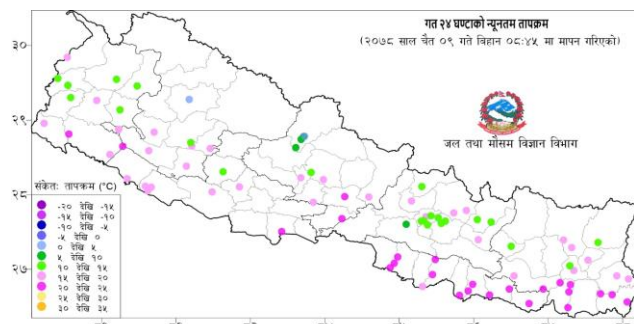 गत २४ घण्टाको न्यूनतम तापक्रम
(२०७८ साल चैत ०९ गते विहान ०८:४५ मा मापन गरिएको)
जल तथा मौसम विज्ञान विभाग
संकेतः तापक्रम (°C)
-२० देखि -१५
-१५ देखि -१०
-१० देखि -५
-५ देखि ०
० देखि ५
५ देखि १०
१० देखि १५
१५ देखि २०
२० देखि २५
२५ देखि ३०
३० देखि ३५
३०
२९
२८
२७